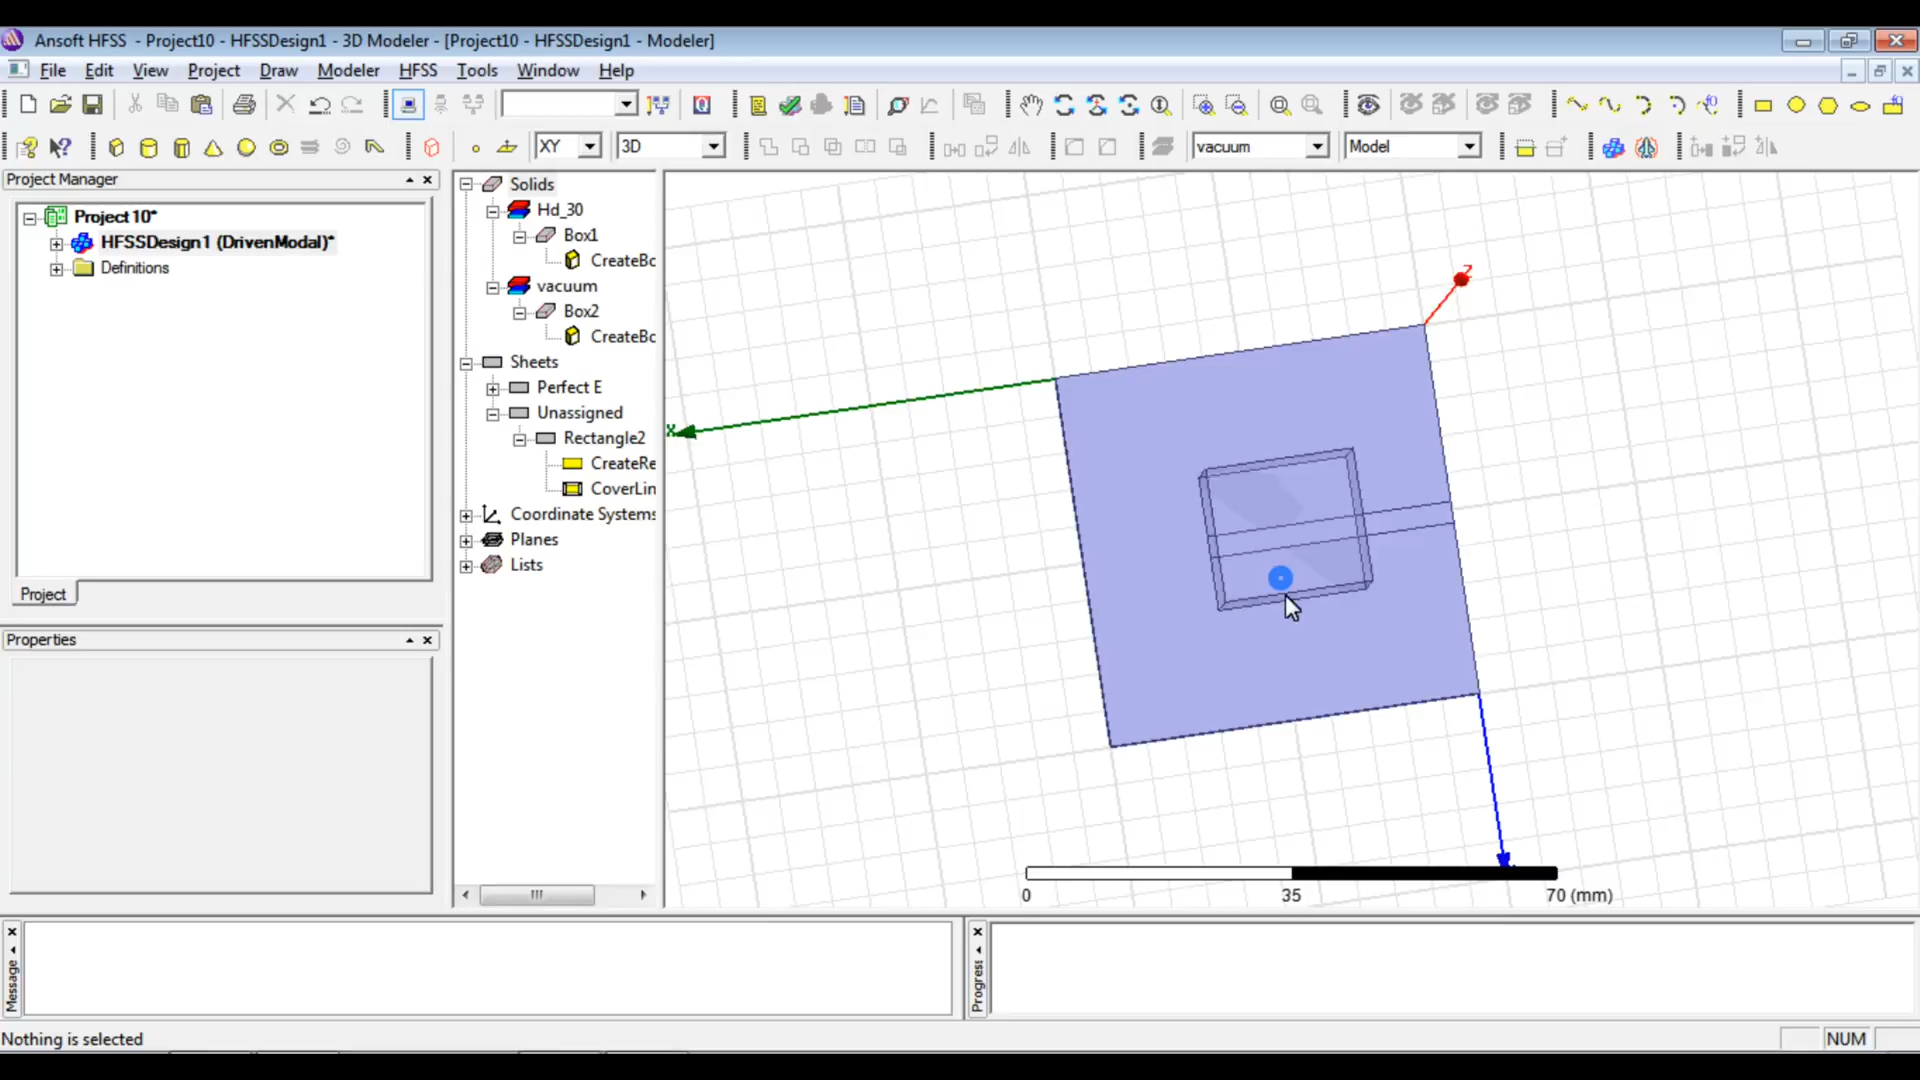 Ansoft HFSS - Project10 - HFSSDesign1 - 3D Modeler - [Project10 - HFSSDesign1 - Modeler]
File Edit View Project Draw Modeler HFSS Tools Window Help
XY 3D vacuum Model
Project Manager
Project10*
HFSSDesign1 (DrivenModal)*
Definitions
Project
Properties
Solids
Hd_30
Box1
CreateBc
vacuum
Box2
CreateBc
Sheets
Perfect E
Unassigned
Rectangle2
CreateRe
CoverLin
Coordinate Systems
Planes
Lists
Z
X
0 35 70 (mm)
Message
Progress
Nothing is selected
NUM